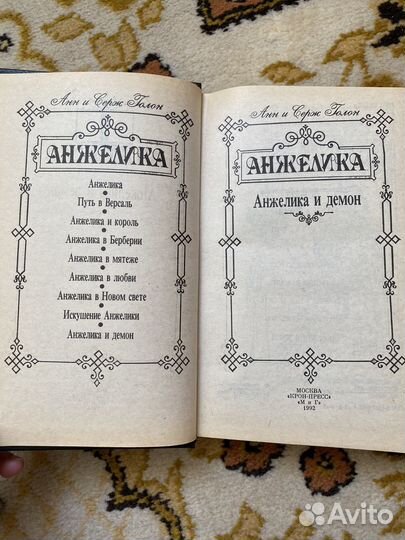 Анн и Серж Голон
АНЖЕЛИКА
Анжелика
Путь в Версаль
Анжелика и король
Анжелика в Берберии
Анжелика в мятеже
Анжелика в любви
Анжелика в Новом свете
Искушение Анжелики
Анжелика и демон
Анн и Серж Голон
АНЖЕЛИКА
Анжелика и демон
МОСКВА
«КРОН-ПРЕСС»
«М и Г»
1992
Avito